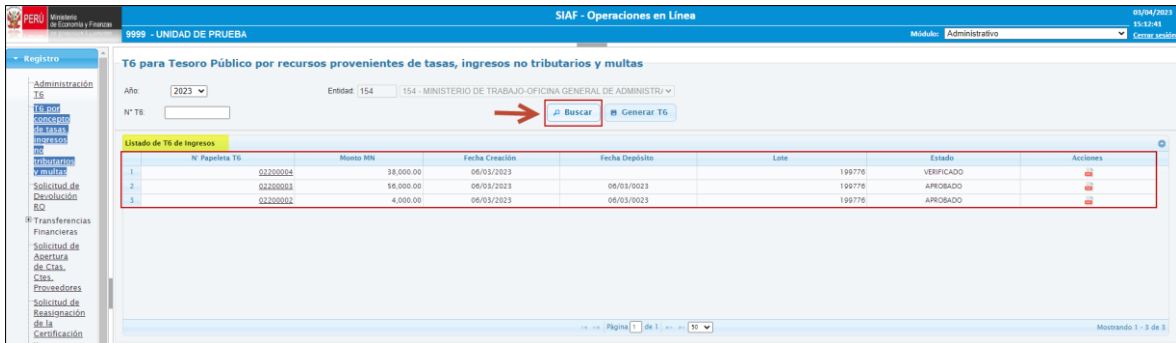 PERÚ Ministerio de Economía y Finanzas
SIAF - Operaciones en Línea
03/04/2023
15:12:41
9999 - UNIDAD DE PRUEBA
Módulo: Administrativo
Cerrar sesión
Registro
Administración T6
T6 por concepto de tasas, ingresos no tributarios y multas
Solicitud de Devolución RO
Transferencias Financieras
Solicitud de Apertura de Ctas. Ctes. Proveedores
Solicitud de Reasignación de la Certificación
T6 para Tesoro Público por recursos provenientes de tasas, ingresos no tributarios y multas
Año: 2023 Entidad: 154 154 - MINISTERIO DE TRABAJO-OFICINA GENERAL DE ADMINISTRA
N° T6: Buscar Generar T6
Listado de T6 de Ingresos
N° Papeleta T6 Monto MN Fecha Creación Fecha Depósito Lote Estado Acciones
1 02200004 38,000.00 06/03/2023 199776 VERIFICADO
2 02200003 56,000.00 06/03/2023 06/03/0023 199776 APROBADO
3 02200002 4,000.00 06/03/2023 06/03/0023 199776 APROBADO
Página 1 de 1 50
Mostrando 1 - 3 de 3